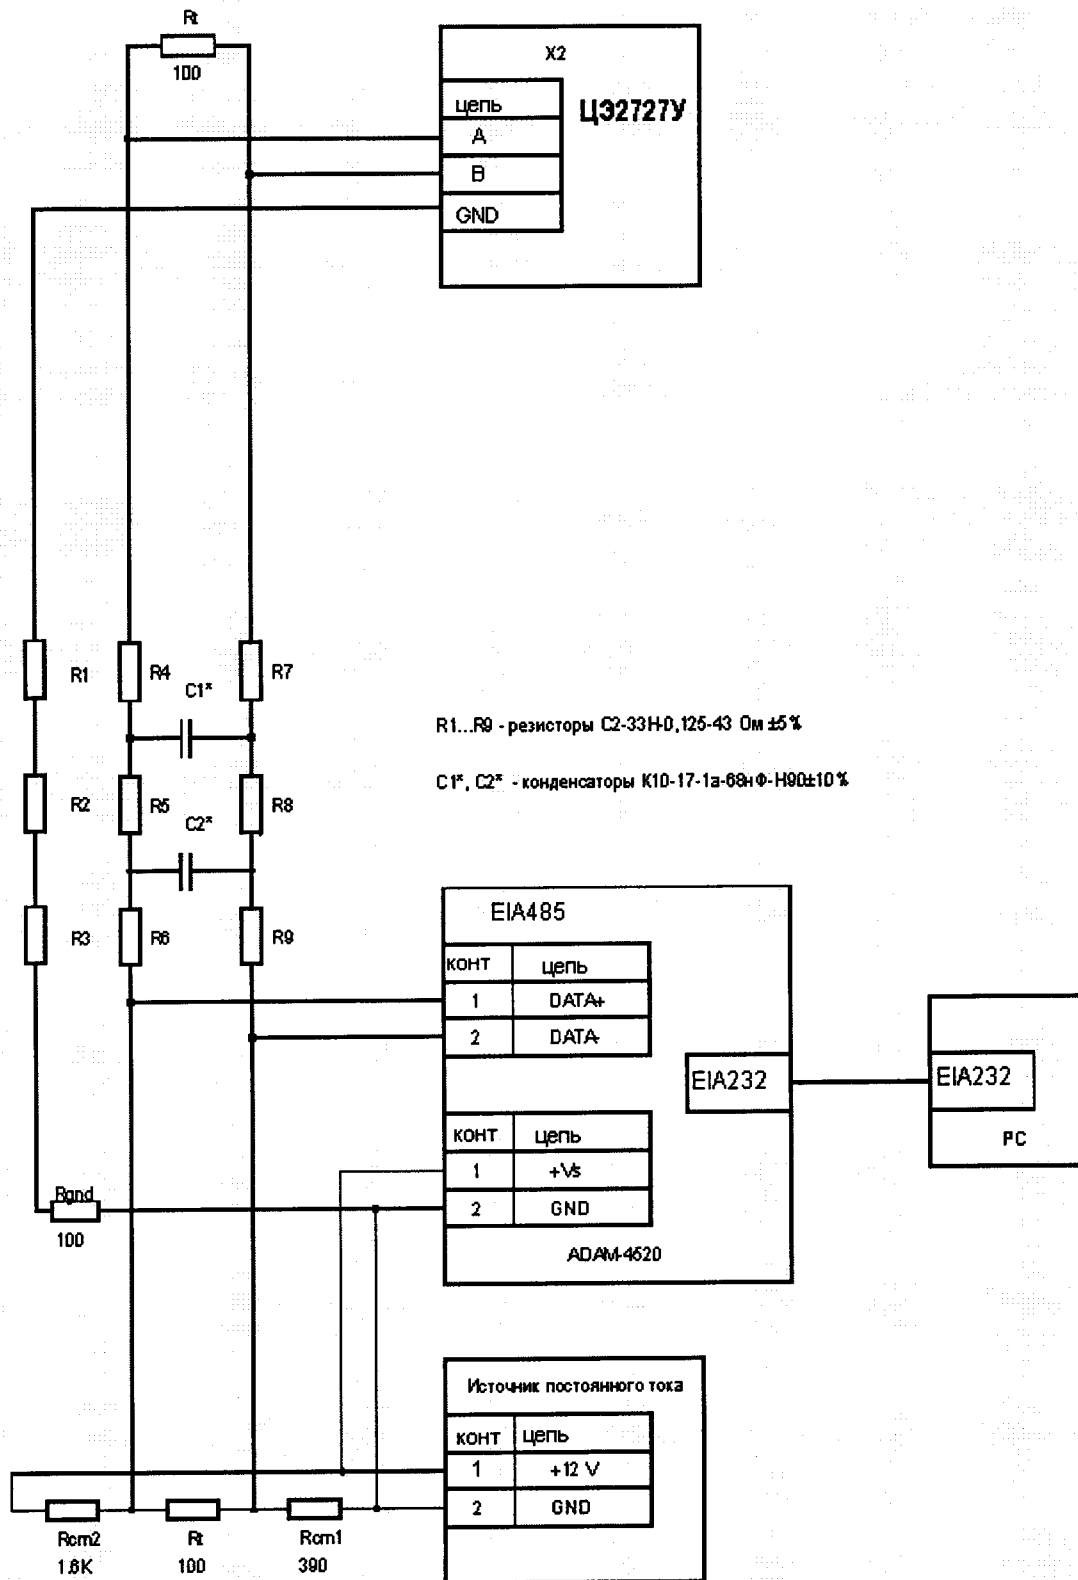 Rt
100
X2
ЦЭ2727У
цепь
A
B
GND
R1
R4
R7
C1*
R1...R9 - резисторы С2-33Н-0,125-43 Ом ±5%
C1*, C2* - конденсаторы К10-17-1а-68нФ-Н90±10%
R2
R5
R8
C2*
R3
R6
R9
EIA485
конт цепь
1 DATA+
2 DATA-
EIA232
EIA232
PC
конт цепь
1 +Vs
2 GND
ADAM-4520
Rgnd
100
Источник постоянного тока
конт цепь
1 +12 V
2 GND
Rcm2
1.6K
Rt
100
Rcm1
390